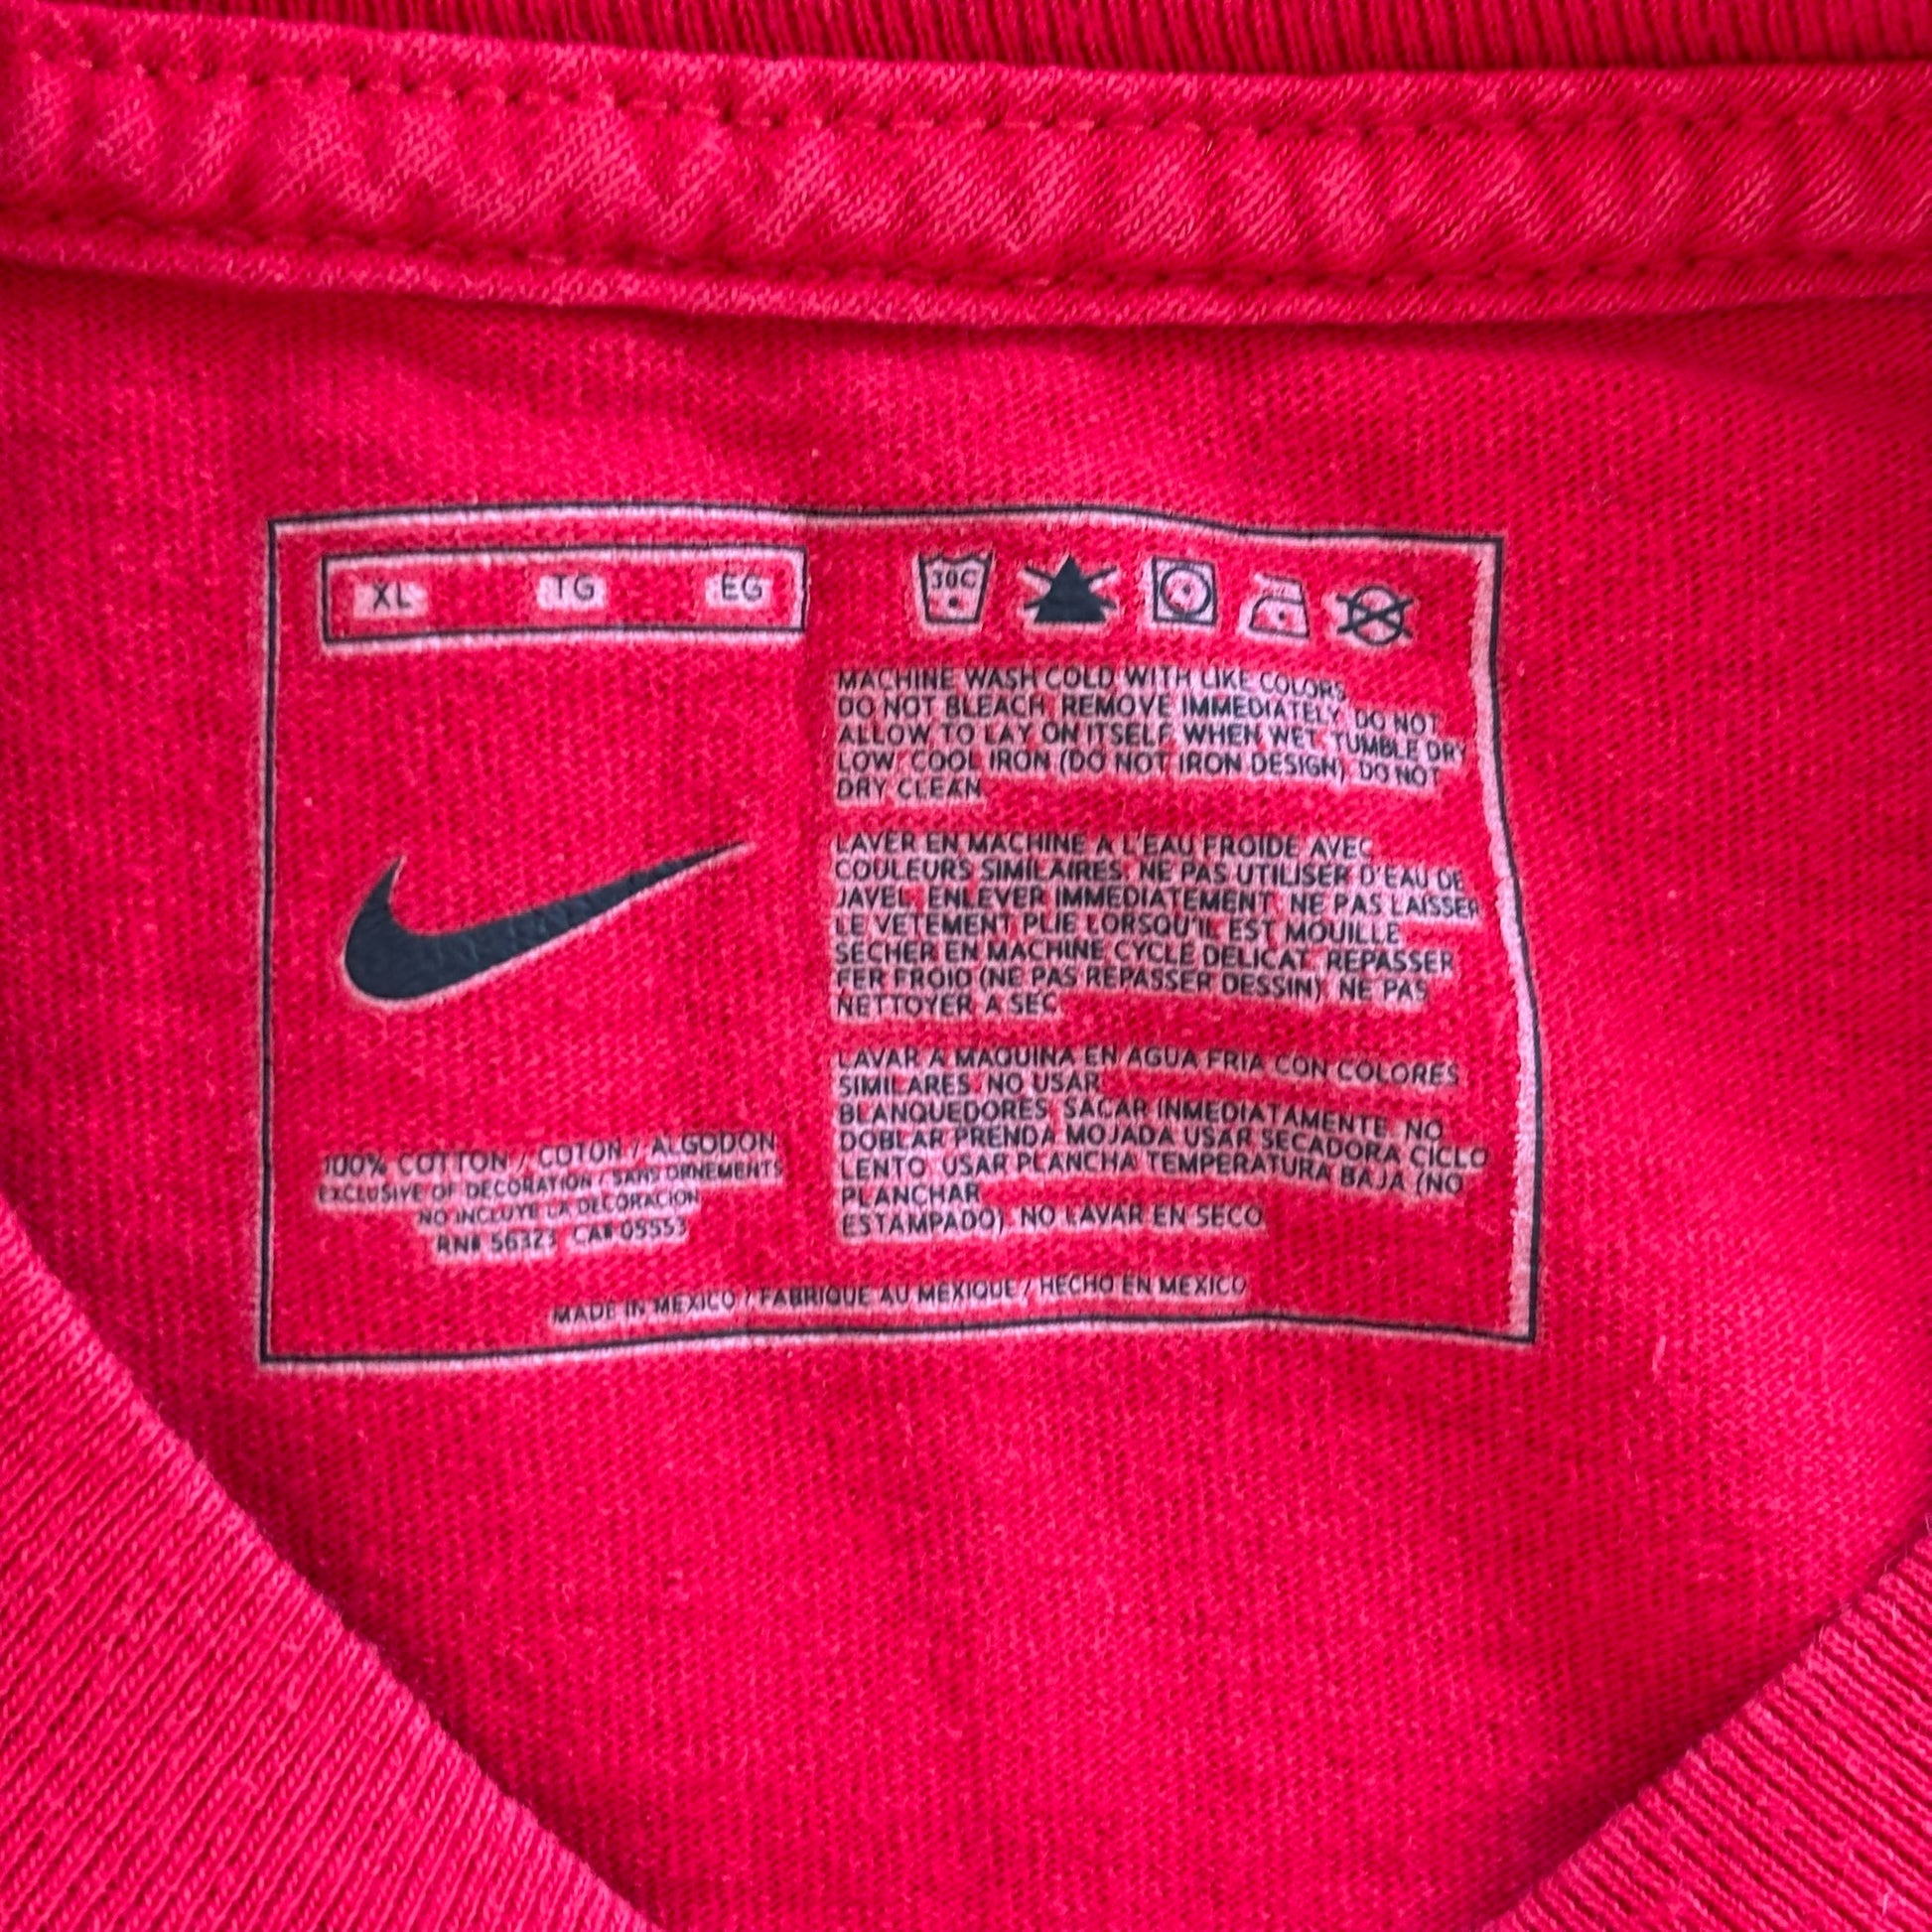 XL TG EG
30C
MACHINE WASH COLD WITH LIKE COLORS.
DO NOT BLEACH. REMOVE IMMEDIATELY. DO NOT
ALLOW TO LAY ON ITSELF WHEN WET. TUMBLE DRY
LOW. COOL IRON (DO NOT IRON DESIGN). DO NOT
DRY CLEAN.
LAVER EN MACHINE A L'EAU FROIDE AVEC
COULEURS SIMILAIRES. NE PAS UTILISER D'EAU DE
JAVEL. ENLEVER IMMEDIATEMENT. NE PAS LAISSER
LE VETEMENT PLIE LORSQU'IL EST MOUILLE.
SECHER EN MACHINE CYCLE DELICAT. REPASSER
FER FROID (NE PAS REPASSER DESSIN). NE PAS
NETTOYER A SEC.
LAVAR A MAQUINA EN AGUA FRIA CON COLORES
SIMILARES. NO USAR
BLANQUEDORES. SACAR INMEDIATAMENTE. NO
DOBLAR PRENDA MOJADA USAR SECADORA CICLO
LENTO. USAR PLANCHA TEMPERATURA BAJA (NO
PLANCHAR
ESTAMPADO). NO LAVAR EN SECO.
100% COTTON / COTON / ALGODON
EXCLUSIVE OF DECORATION / SANS ORNEMENTS
NO INCLUYE LA DECORACION
RN# 56323 CA# 05553
MADE IN MEXICO / FABRIQUE AU MEXIQUE / HECHO EN MEXICO